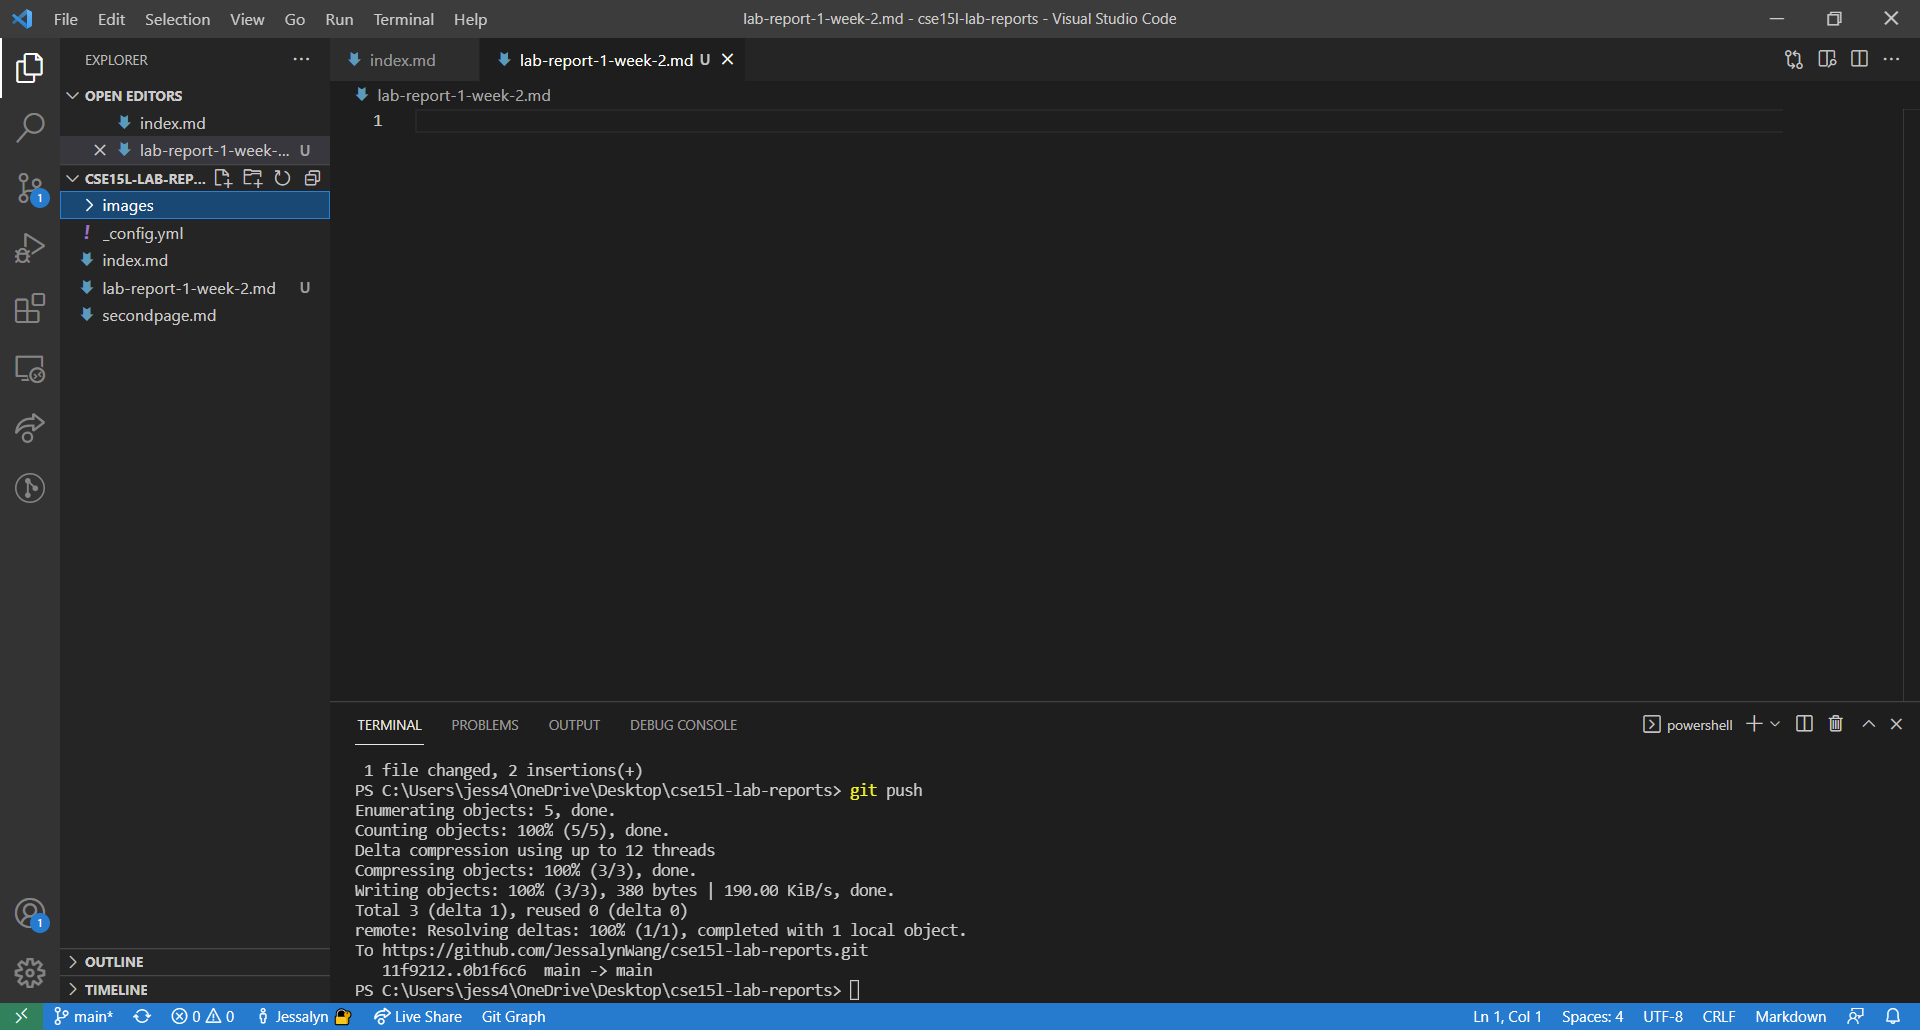 File Edit Selection View Go Run Terminal Help
lab-report-1-week-2.md - cse15l-lab-reports - Visual Studio Code
EXPLORER
OPEN EDITORS
index.md
lab-report-1-week-... U
CSE15L-LAB-REP...
images
! _config.yml
index.md
lab-report-1-week-2.md U
secondpage.md
OUTLINE
TIMELINE
1
1
index.md
lab-report-1-week-2.md U
lab-report-1-week-2.md
1
TERMINAL PROBLEMS OUTPUT DEBUG CONSOLE
powershell
1 file changed, 2 insertions(+)
PS C:\Users\jess4\OneDrive\Desktop\cse15l-lab-reports> git push
Enumerating objects: 5, done.
Counting objects: 100% (5/5), done.
Delta compression using up to 12 threads
Compressing objects: 100% (3/3), done.
Writing objects: 100% (3/3), 380 bytes | 190.00 KiB/s, done.
Total 3 (delta 1), reused 0 (delta 0)
remote: Resolving deltas: 100% (1/1), completed with 1 local object.
To https://github.com/JessalynWang/cse15l-lab-reports.git
11f9212..0b1f6c6 main -> main
PS C:\Users\jess4\OneDrive\Desktop\cse15l-lab-reports>
main* 0 0 Jessalyn Live Share Git Graph
Ln 1, Col 1 Spaces: 4 UTF-8 CRLF Markdown